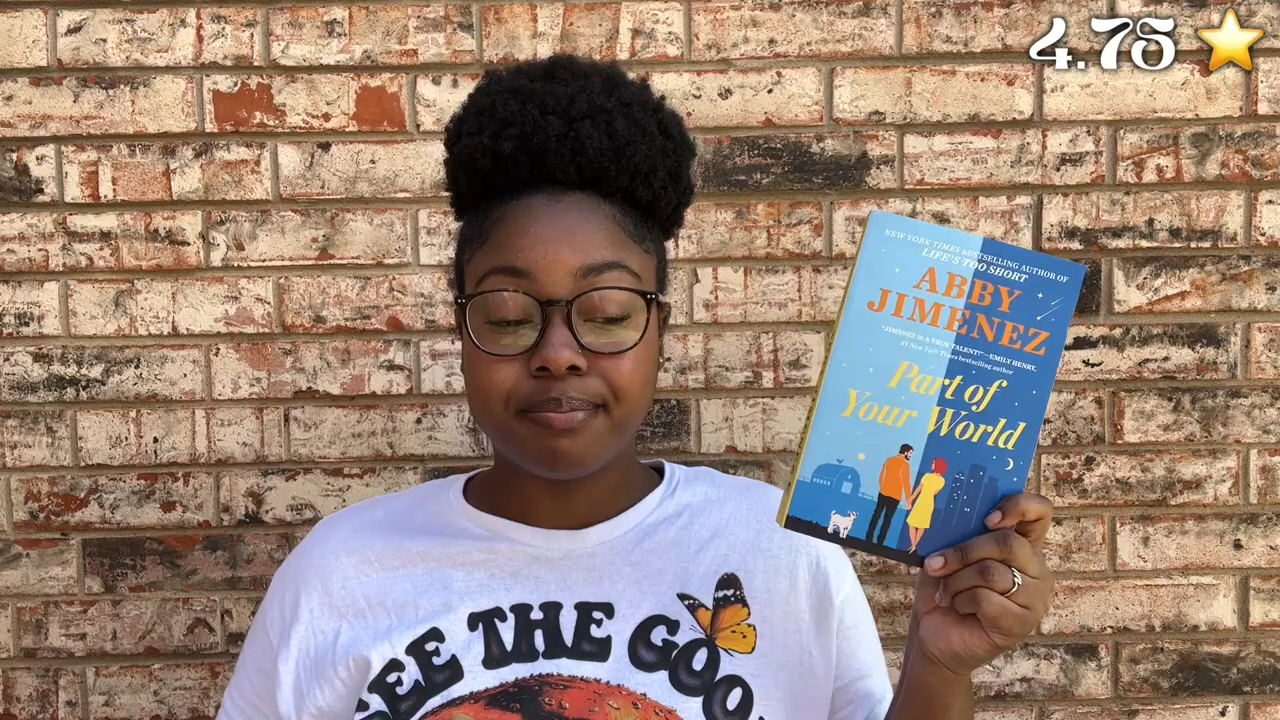 4.75
NEW YORK TIMES BESTSELLING AUTHOR OF
LIFE'S TOO SHORT
ABBY
JIMENEZ
"JIMENEZ IS A TRUE TALENT!"—EMILY HENRY,
#1 New York Times bestselling author
Part of
Your World
SEE THE GOO